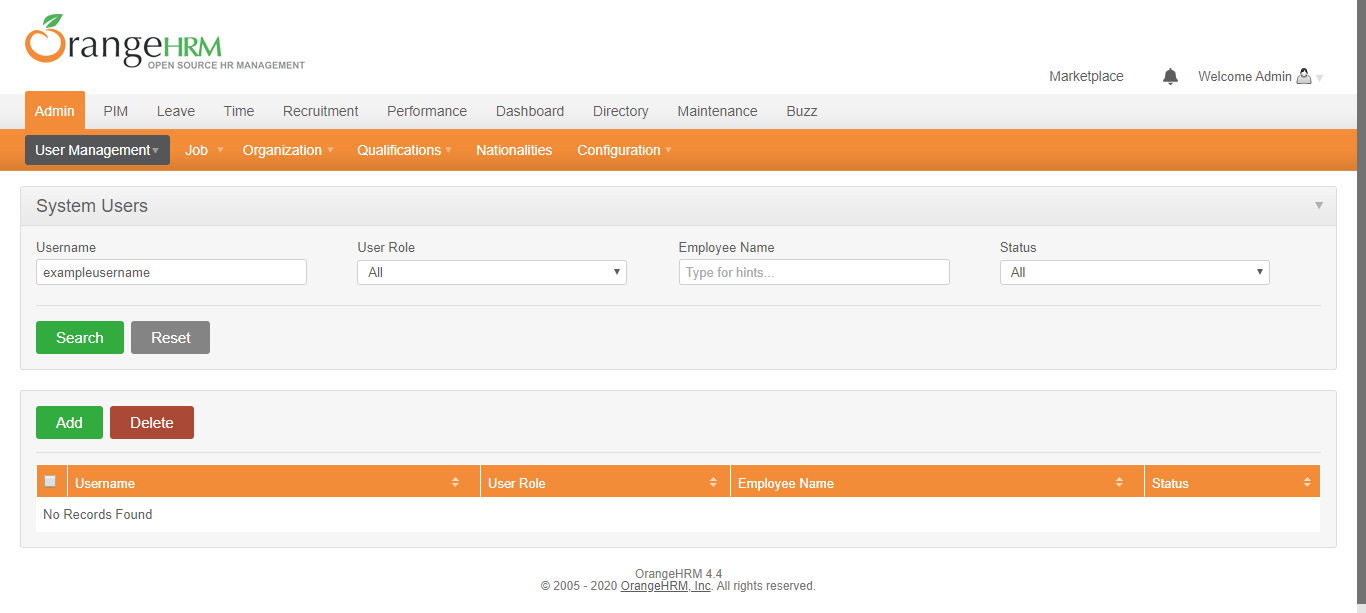 OrangeHRM
OPEN SOURCE HR MANAGEMENT
Marketplace Welcome Admin
Admin PIM Leave Time Recruitment Performance Dashboard Directory Maintenance Buzz
User Management Job Organization Qualifications Nationalities Configuration
System Users
Username User Role Employee Name Status
exampleusername All Type for hints... All
Search Reset
Add Delete
Username User Role Employee Name Status
No Records Found
OrangeHRM 4.4
© 2005 - 2020 OrangeHRM, Inc. All rights reserved.